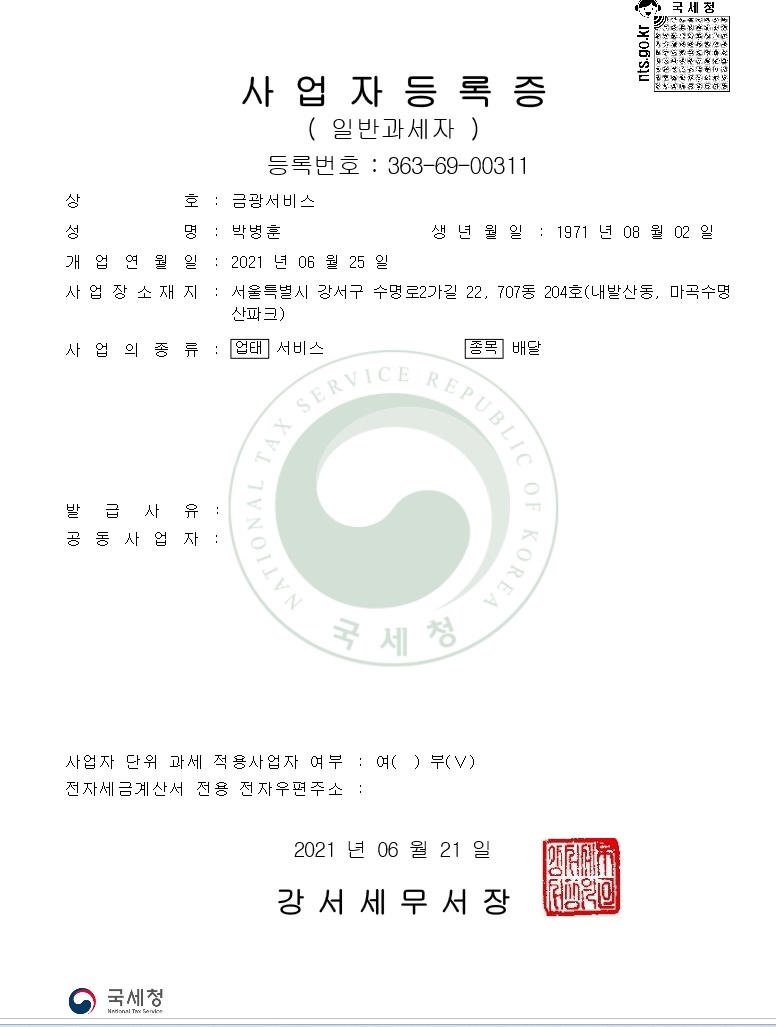 국세청
nts.go.kr
사업자등록증
( 일반과세자 )
등록번호 : 363-69-00311
상 호 : 금광서비스
성 명 : 박병훈 생 년 월 일 : 1971 년 08 월 02 일
개 업 연 월 일 : 2021 년 06 월 25 일
사 업 장 소 재 지 : 서울특별시 강서구 수명로2가길 22, 707동 204호(내발산동, 마곡수명
산파크)
사 업 의 종 류 : 업태 서비스 종목 배달
NATIONAL TAX SERVICE REPUBLIC OF KOREA
발 급 사 유 :
공 동 사 업 자 :
국세청
사업자 단위 과세 적용사업자 여부 : 여( ) 부(∨)
전자세금계산서 전용 전자우편주소 :
2021 년 06 월 21 일
강서세무서장
국세청
National Tax Service